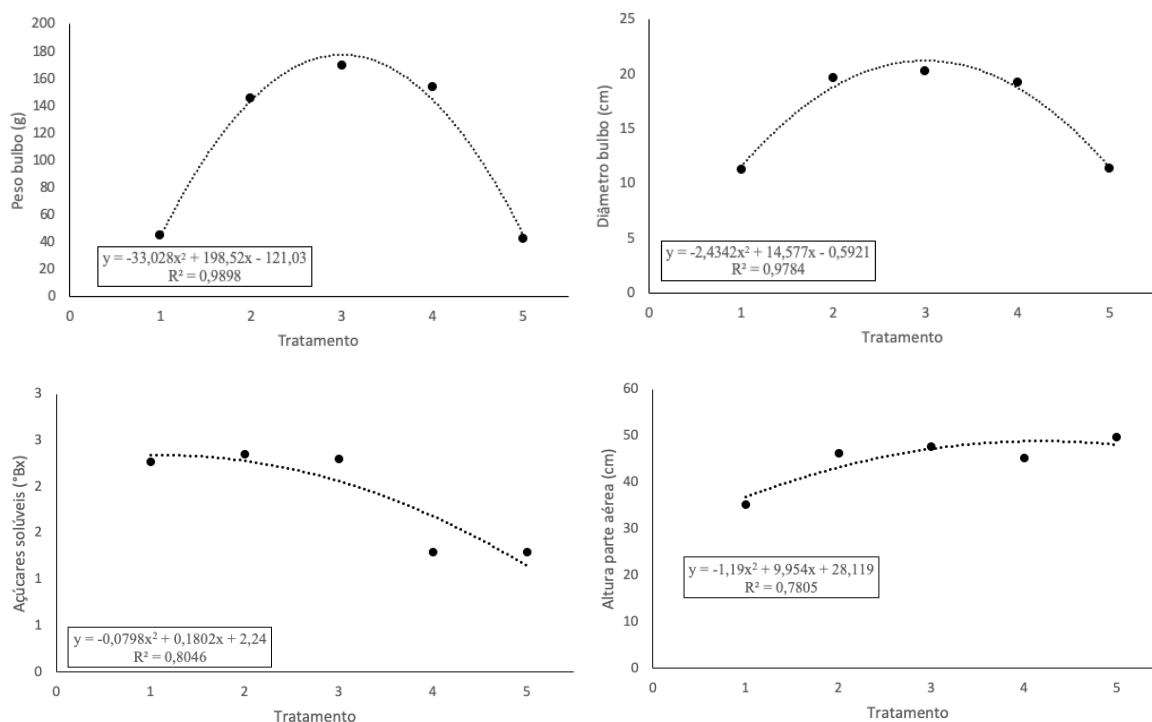 Peso bulbo (g)
200
180
160
140
120
100
80
60
40
20
0
y = -33,028x² + 198,52x - 121,03
R² = 0,9898
0 1 2 3 4 5
Tratamento
Diâmetro bulbo (cm)
25
20
15
10
5
0
y = -2,4342x² + 14,577x - 0,5921
R² = 0,9784
0 1 2 3 4 5
Tratamento
Açúcares solúveis (°Bx)
3
3
2
2
1
1
0
y = -0,0798x² + 0,1802x + 2,24
R² = 0,8046
0 1 2 3 4 5
Tratamento
Altura parte aérea (cm)
60
50
40
30
20
10
0
y = -1,19x² + 9,954x + 28,119
R² = 0,7805
0 1 2 3 4 5
Tratamento